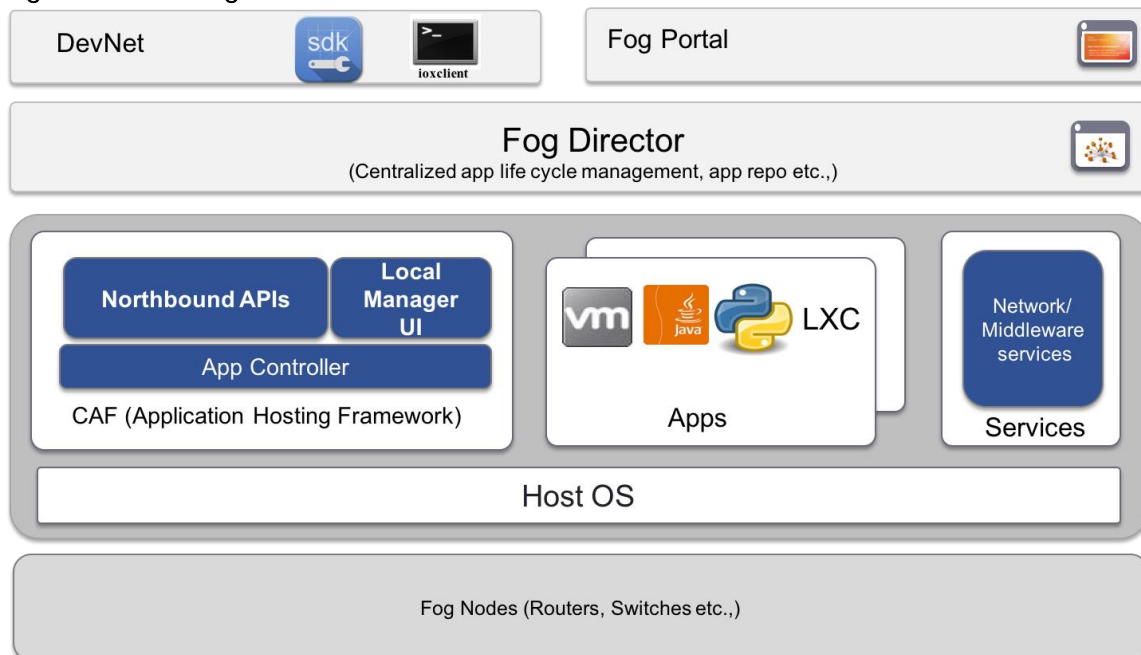 DevNet
sdk
>_
ioxclient
Fog Portal
Fog Director
(Centralized app life cycle management, app repo etc.,)
Northbound APIs
Local
Manager
UI
App Controller
CAF (Application Hosting Framework)
vm
Java
LXC
Apps
Network/
Middleware
services
Services
Host OS
Fog Nodes (Routers, Switches etc.,)